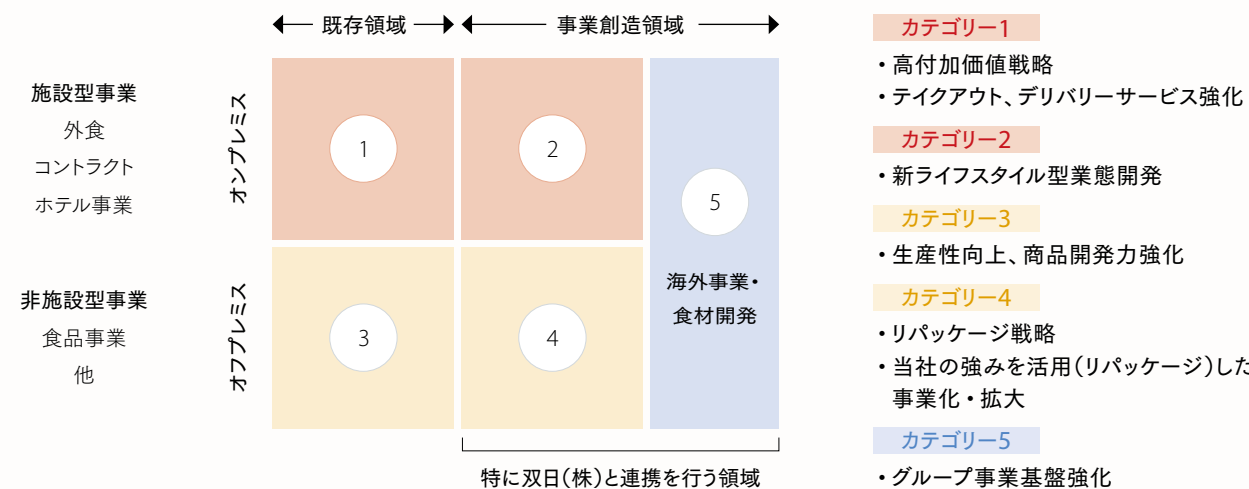 既存領域
事業創造領域
施設型事業
外食
コントラクト
ホテル事業
オンプレミス
1
2
5
海外事業・
食材開発
非施設型事業
食品事業
他
オフプレミス
3
4
特に双日(株)と連携を行う領域
カテゴリー1
・高付加価値戦略
・テイクアウト、デリバリーサービス強化
カテゴリー2
・新ライフスタイル型業態開発
カテゴリー3
・生産性向上、商品開発力強化
カテゴリー4
・リパッケージ戦略
・当社の強みを活用(リパッケージ)した
事業化・拡大
カテゴリー5
・グループ事業基盤強化